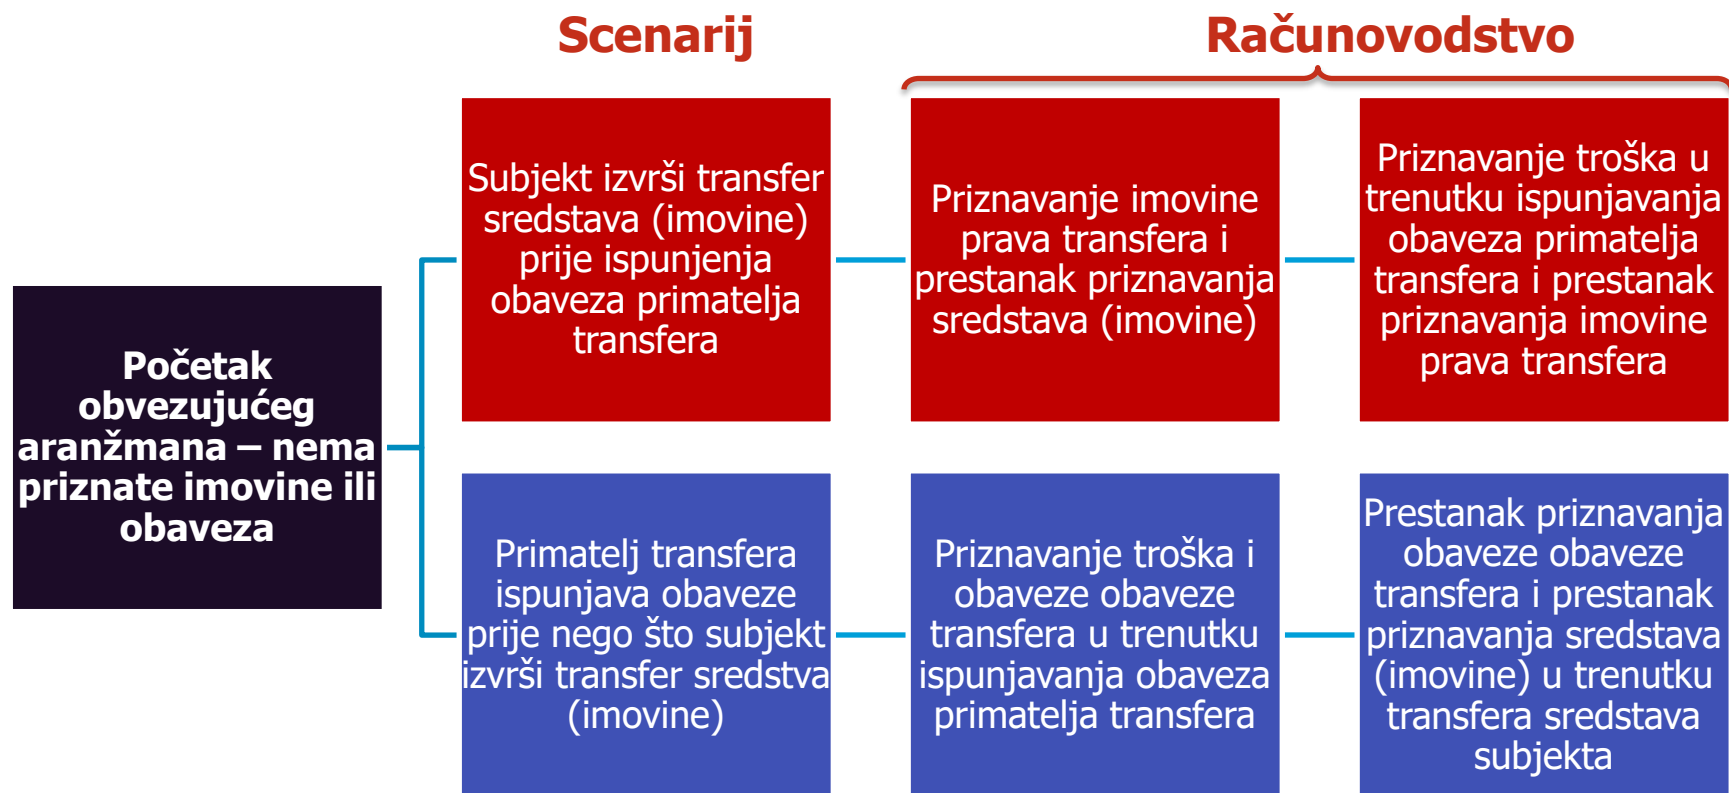 Scenarij
Računovodstvo
Početak
obvezujućeg
aranžmana – nema
priznate imovine ili
obaveza
Subjekt izvrši transfer
sredstava (imovine)
prije ispunjenja
obaveza primatelja
transfera
Priznavanje imovine
prava transfera i
prestanak priznavanja
sredstava (imovine)
Priznavanje troška u
trenutku ispunjavanja
obaveza primatelja
transfera i prestanak
priznavanja imovine
prava transfera
Primatelj transfera
ispunjava obaveze
prije nego što subjekt
izvrši transfer sredstva
(imovine)
Priznavanje troška i
obaveze obaveze
transfera u trenutku
ispunjavanja obaveza
primatelja transfera
Prestanak priznavanja
obaveze obaveze
transfera i prestanak
priznavanja sredstava
(imovine) u trenutku
transfera sredstava
subjekta